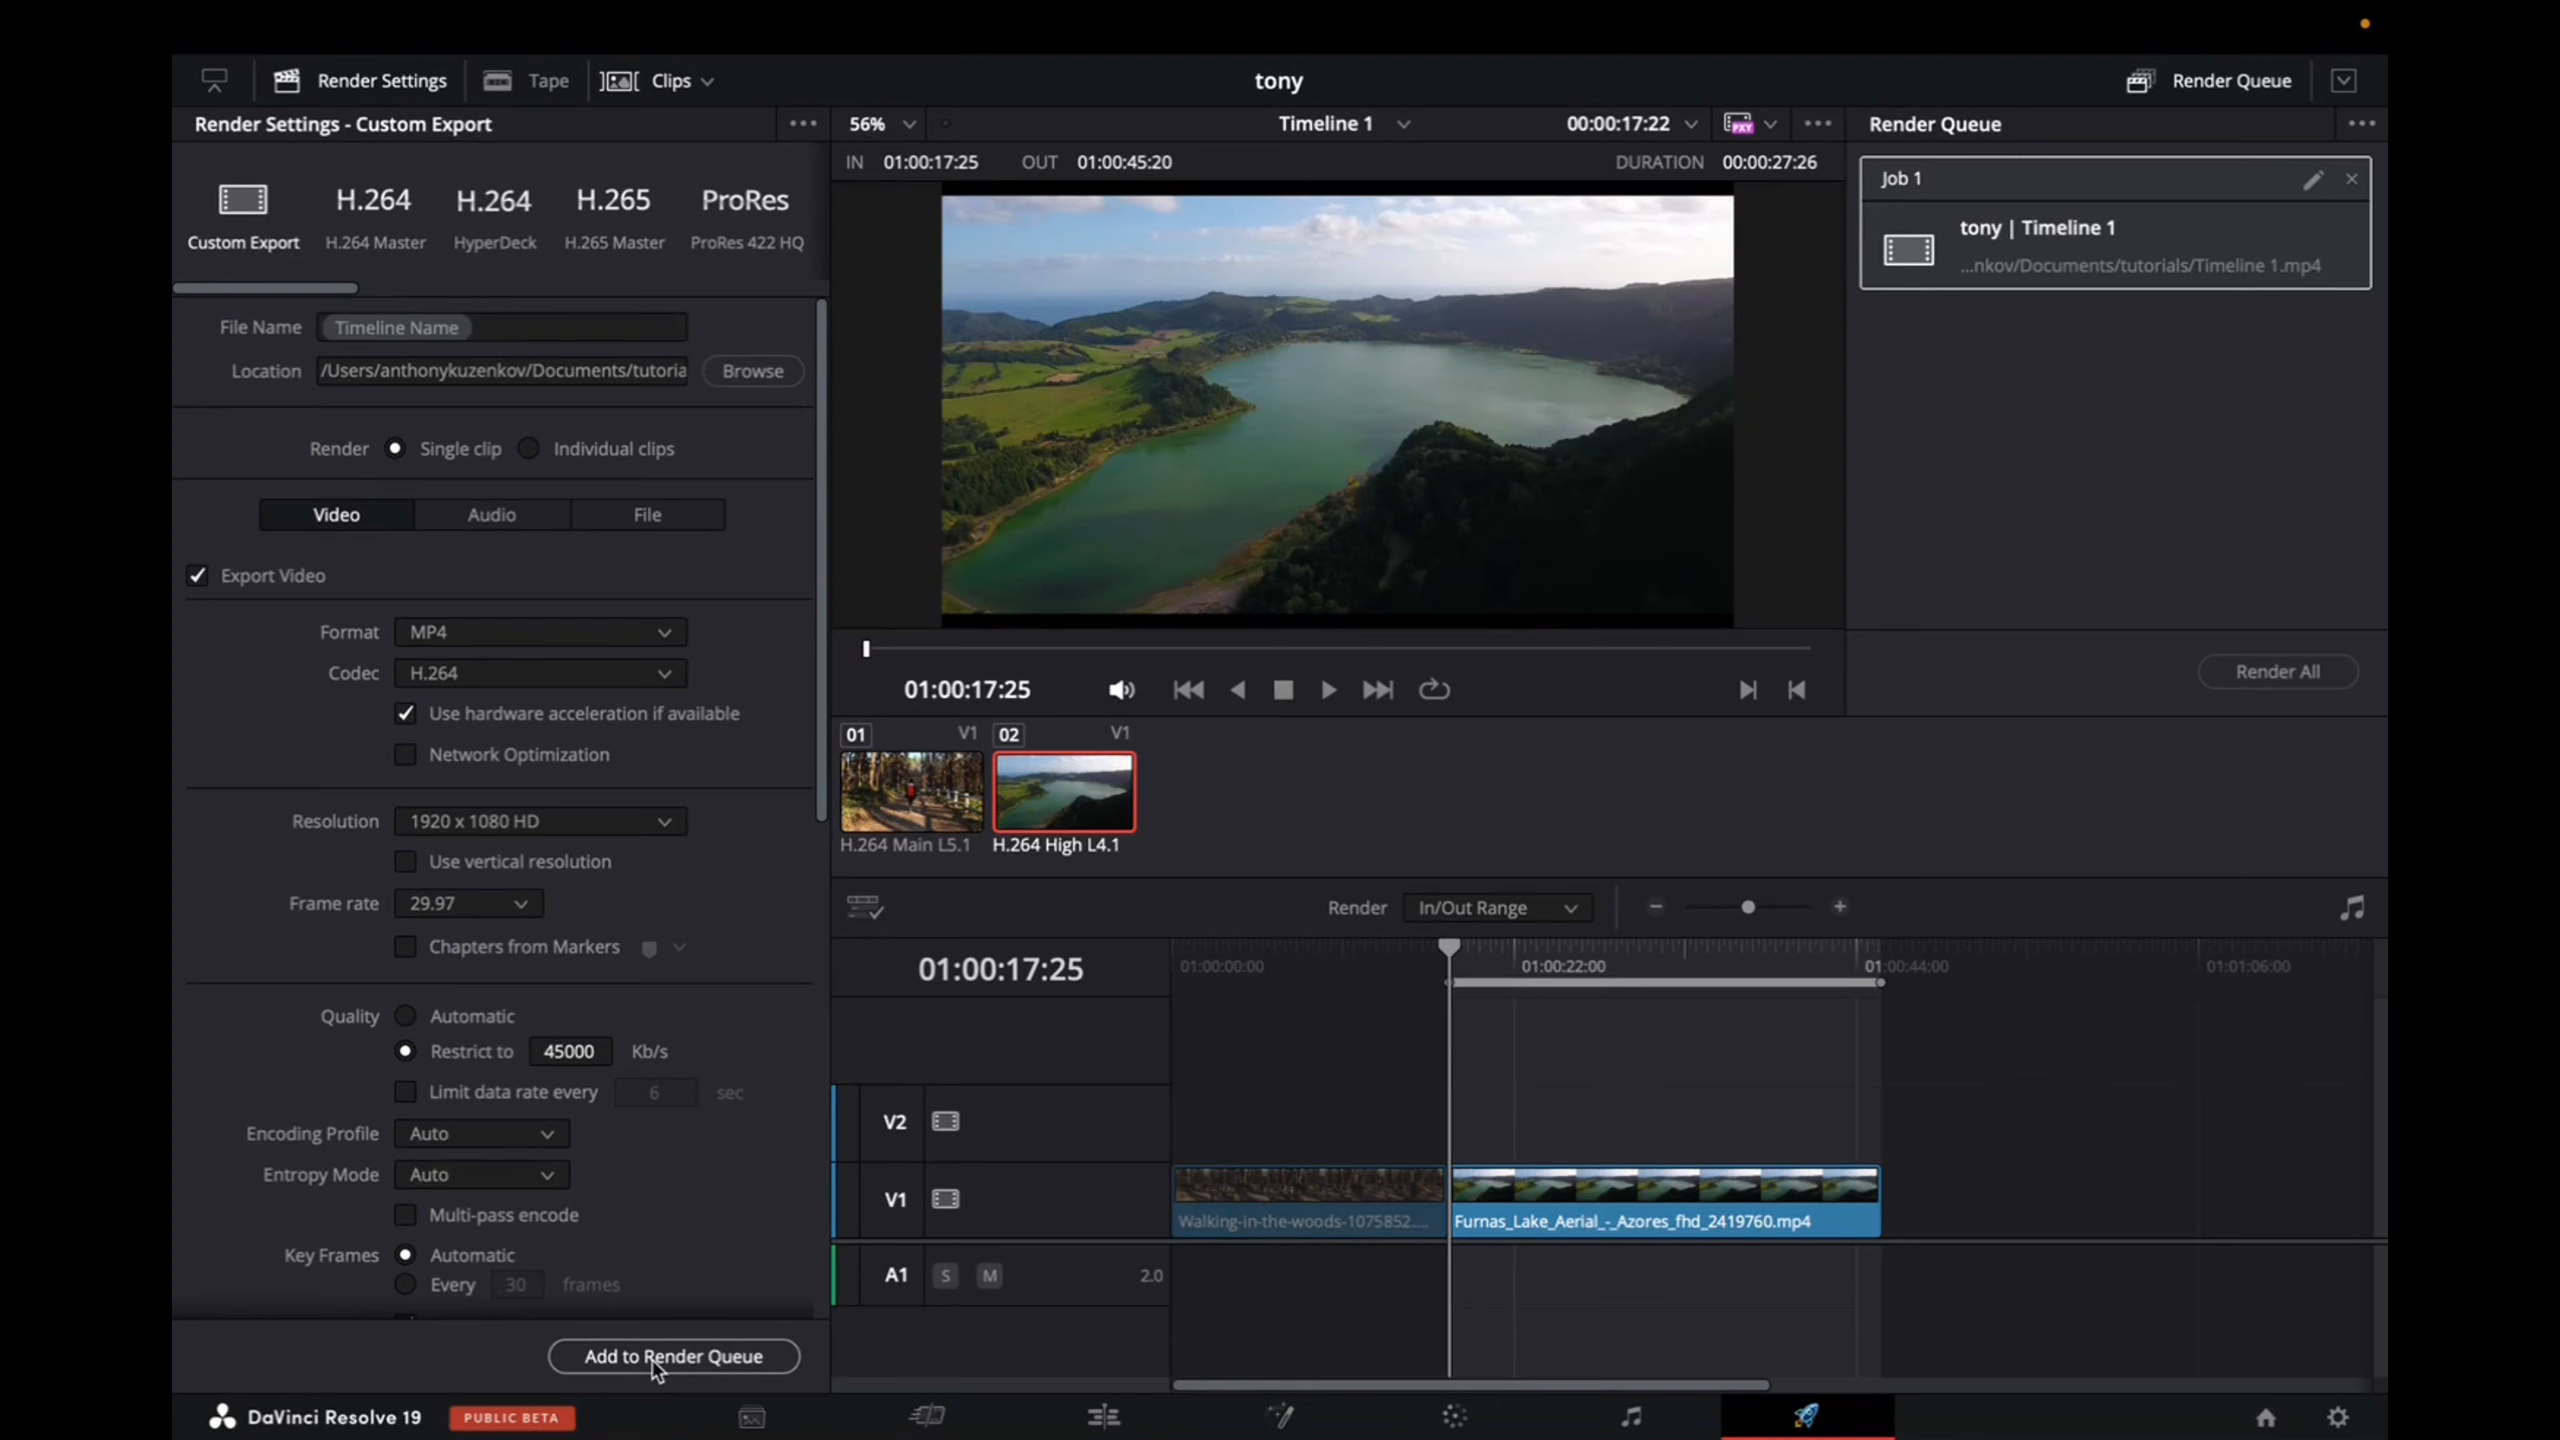 Render Settings
Tape
Clips
tony
Render Queue
Render Settings - Custom Export
56%
Timeline 1
00:00:17:22
PXY
Render Queue
IN 01:00:17:25 OUT 01:00:45:20
DURATION 00:00:27:26
H.264 H.264 H.265 ProRes
Custom Export H.264 Master HyperDeck H.265 Master ProRes 422 HQ
Job 1
tony | Timeline 1
...nkov/Documents/tutorials/Timeline 1.mp4
File Name Timeline Name
Location /Users/anthonykuzenkov/Documents/tutoria Browse
Render Single clip Individual clips
Video Audio File
Export Video
Format MP4
Codec H.264
Use hardware acceleration if available
Network Optimization
Resolution 1920 x 1080 HD
Use vertical resolution
Frame rate 29.97
Chapters from Markers
Quality Automatic
Restrict to 45000 Kb/s
Limit data rate every 6 sec
Encoding Profile Auto
Entropy Mode Auto
Multi-pass encode
Key Frames Automatic
Every 30 frames
Add to Render Queue
Render All
01:00:17:25
01 V1 02 V1
H.264 Main L5.1 H.264 High L4.1
Render In/Out Range
01:00:17:25
01:00:00:00 01:00:22:00 01:00:44:00 01:01:06:00
V2
V1
Walking-in-the-woods-1075852....
Furnas_Lake_Aerial_-_Azores_fhd_2419760.mp4
A1 S M 2.0
DaVinci Resolve 19 PUBLIC BETA